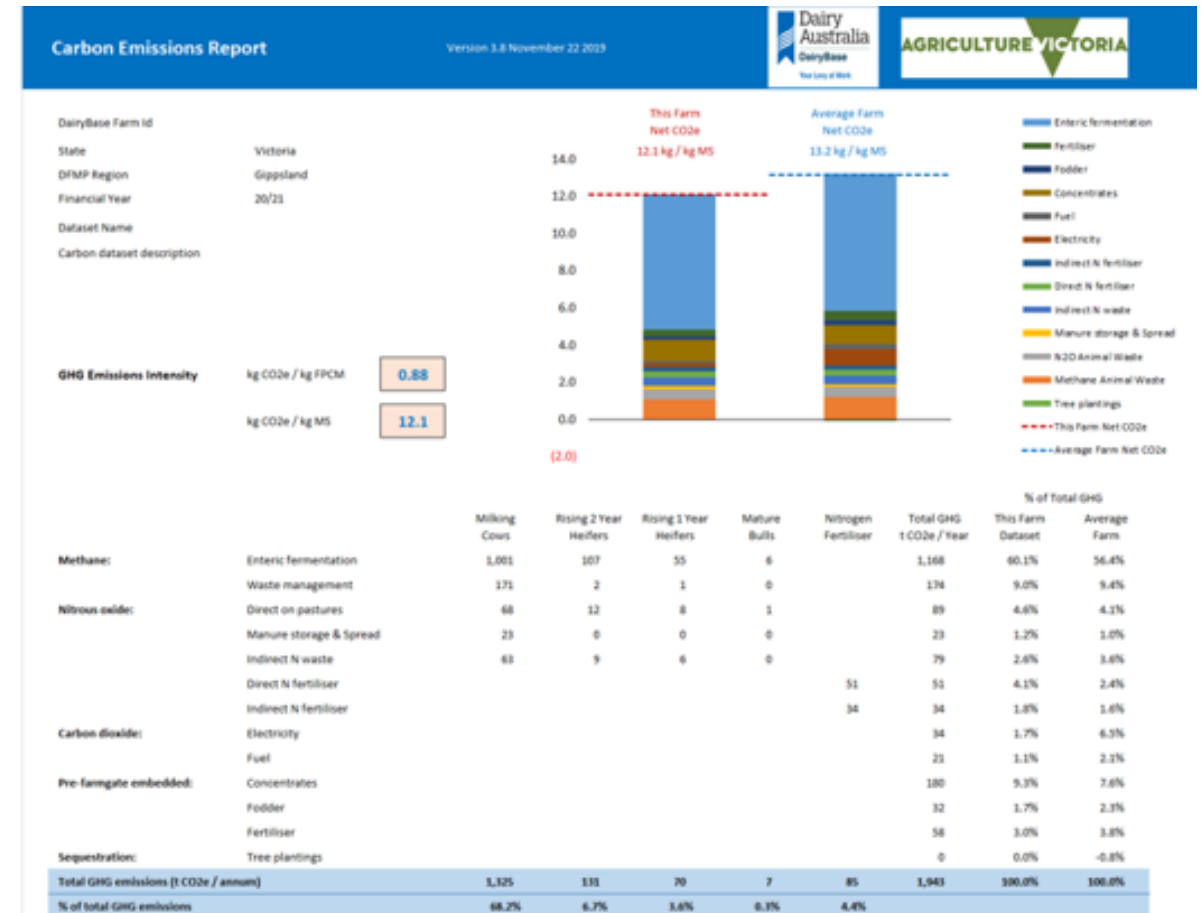 Carbon Emissions Report
Version 3.8 November 22 2019
Dairy
Australia
DairyBase
Your Levy at Work
AGRICULTURE VICTORIA
DairyBase Farm Id
State Victoria
DFMP Region Gippsland
Financial Year 20/21
Dataset Name
Carbon dataset description
GHG Emissions Intensity kg CO2e / kg FPCM 0.88
kg CO2e / kg MS 12.1
This Farm
Net CO2e
12.1 kg / kg MS
Average Farm
Net CO2e
13.2 kg / kg MS
14.0
12.0
10.0
8.0
6.0
4.0
2.0
0.0
(2.0)
Enteric fermentation
Fertiliser
Fodder
Concentrates
Fuel
Electricity
Indirect N fertiliser
Direct N fertiliser
Indirect N waste
Manure storage & Spread
N2O Animal Waste
Methane Animal Waste
Tree plantings
This Farm Net CO2e
Average Farm Net CO2e
% of Total GHG
Milking Rising 2 Year Rising 1 Year Mature Nitrogen Total GHG This Farm Average
Cows Heifers Heifers Bulls Fertiliser t CO2e / Year Dataset Farm
Methane: Enteric fermentation 1,001 107 55 6 1,168 60.1% 56.4%
Waste management 171 2 1 0 174 9.0% 9.4%
Nitrous oxide: Direct on pastures 68 12 8 1 89 4.6% 4.1%
Manure storage & Spread 23 0 0 0 23 1.2% 1.0%
Indirect N waste 63 9 6 0 79 2.6% 3.6%
Direct N fertiliser 51 51 4.1% 2.4%
Indirect N fertiliser 34 34 1.8% 1.6%
Carbon dioxide: Electricity 34 1.7% 6.5%
Fuel 21 1.1% 2.1%
Pre-farmgate embedded: Concentrates 180 9.3% 7.6%
Fodder 32 1.7% 2.3%
Fertiliser 58 3.0% 3.8%
Sequestration: Tree plantings 0 0.0% -0.8%
Total GHG emissions (t CO2e / annum) 1,325 131 70 7 85 1,943 100.0% 100.0%
% of total GHG emissions 68.2% 6.7% 3.6% 0.3% 4.4%